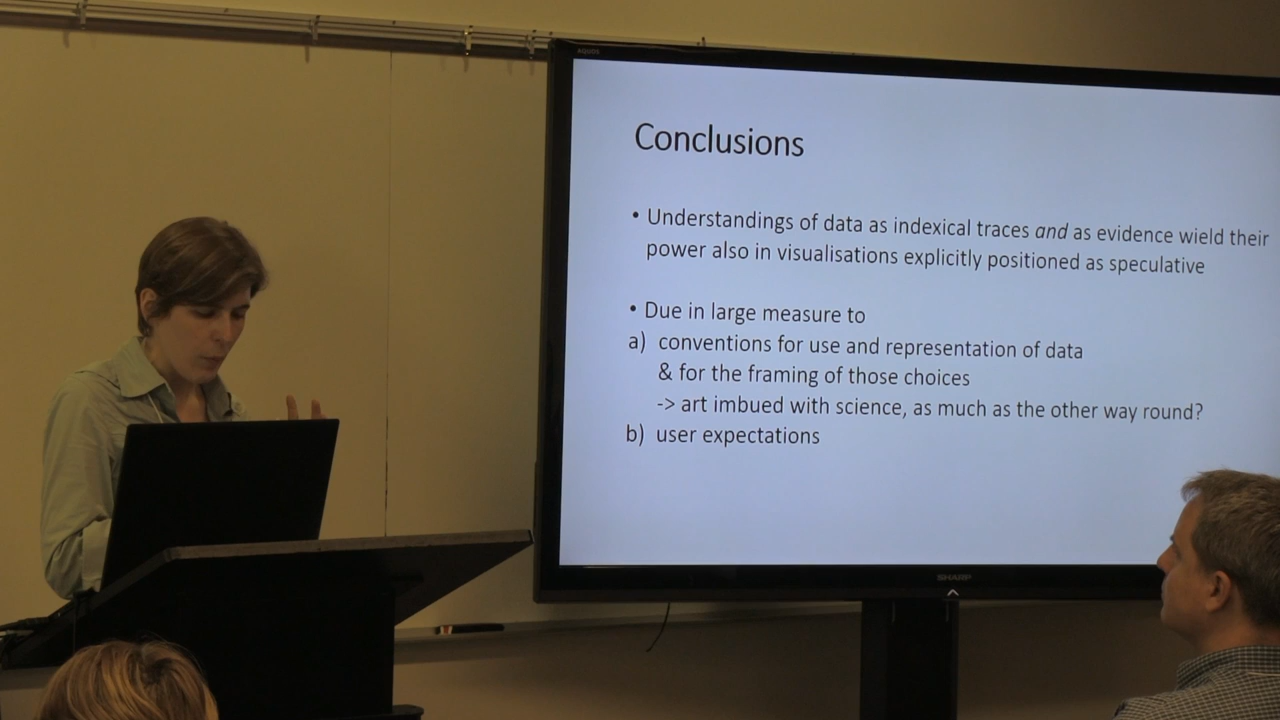 AQUOS
Conclusions
• Understandings of data as indexical traces and as evidence wield their
power also in visualisations explicitly positioned as speculative
• Due in large measure to
a) conventions for use and representation of data
& for the framing of those choices
-> art imbued with science, as much as the other way round?
b) user expectations
SHARP